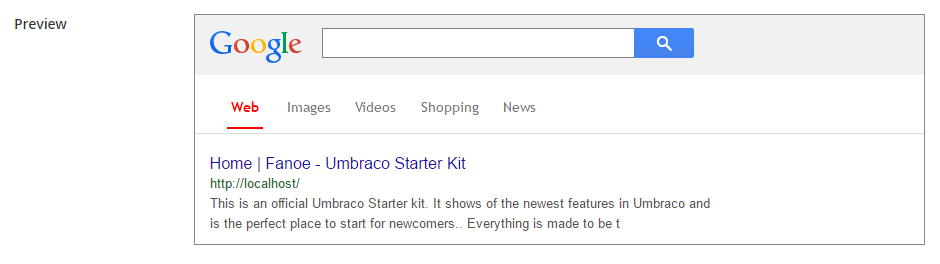 Preview
Google
Web Images Videos Shopping News
Home | Fanoe - Umbraco Starter Kit
http://localhost/
This is an official Umbraco Starter kit. It shows of the newest features in Umbraco and
is the perfect place to start for newcomers.. Everything is made to be t